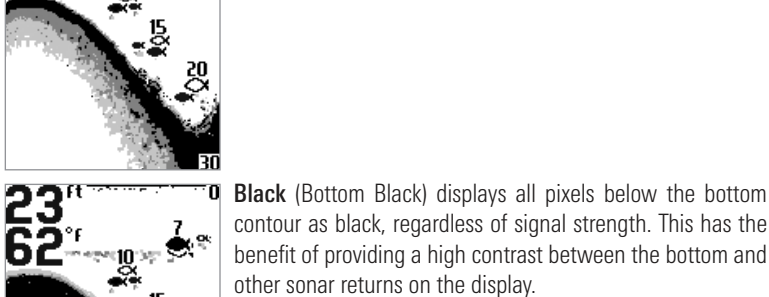 15
20
30
23 ft 0
62 °F 7
10
Black (Bottom Black) displays all pixels below the bottom
contour as black, regardless of signal strength. This has the
benefit of providing a high contrast between the bottom and
other sonar returns on the display.